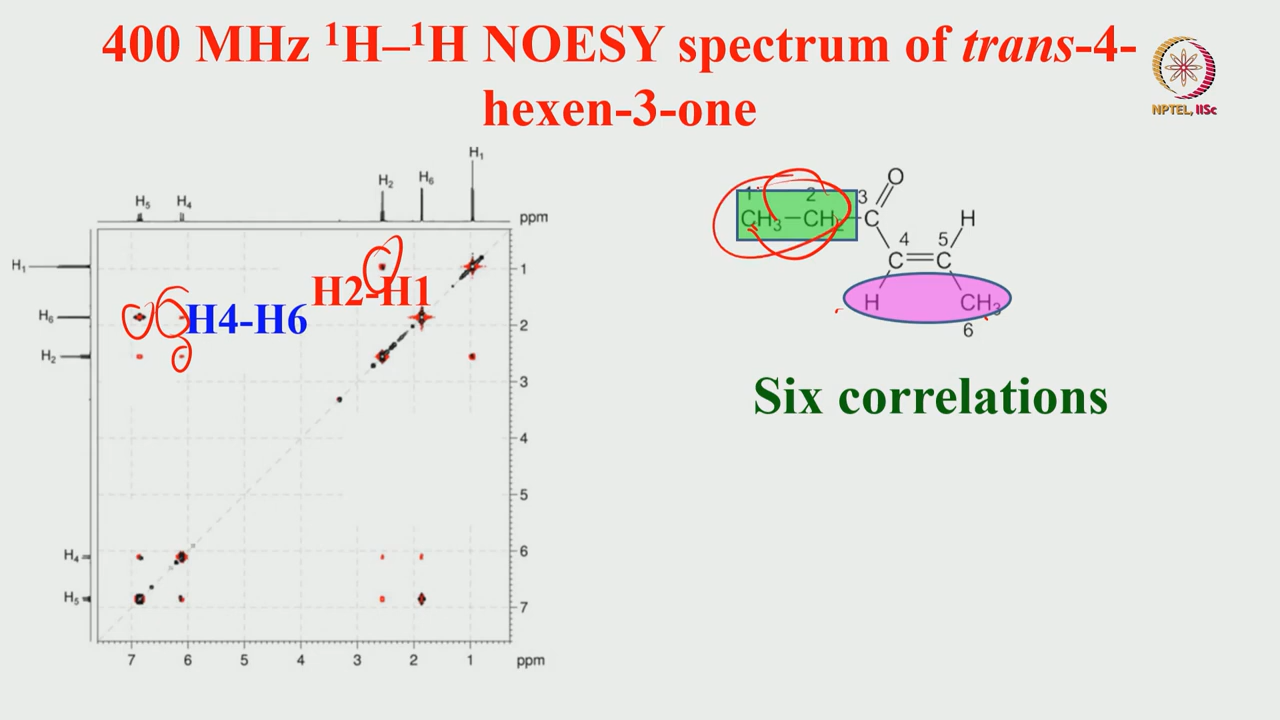 400 MHz ¹H–¹H NOESY spectrum of trans-4-
hexen-3-one
NPTEL, IISc
H₁
H₅ H₄ H₂ H₆
ppm
H₁ 1
H2-H1
H₆ H4-H6 2
H₂
3
4
5
H₄ 6
H₅ 7
7 6 5 4 3 2 1 ppm
O
1 2 3
CH₃—CH₂—C H
4 5
C=C
H CH₃
6
Six correlations